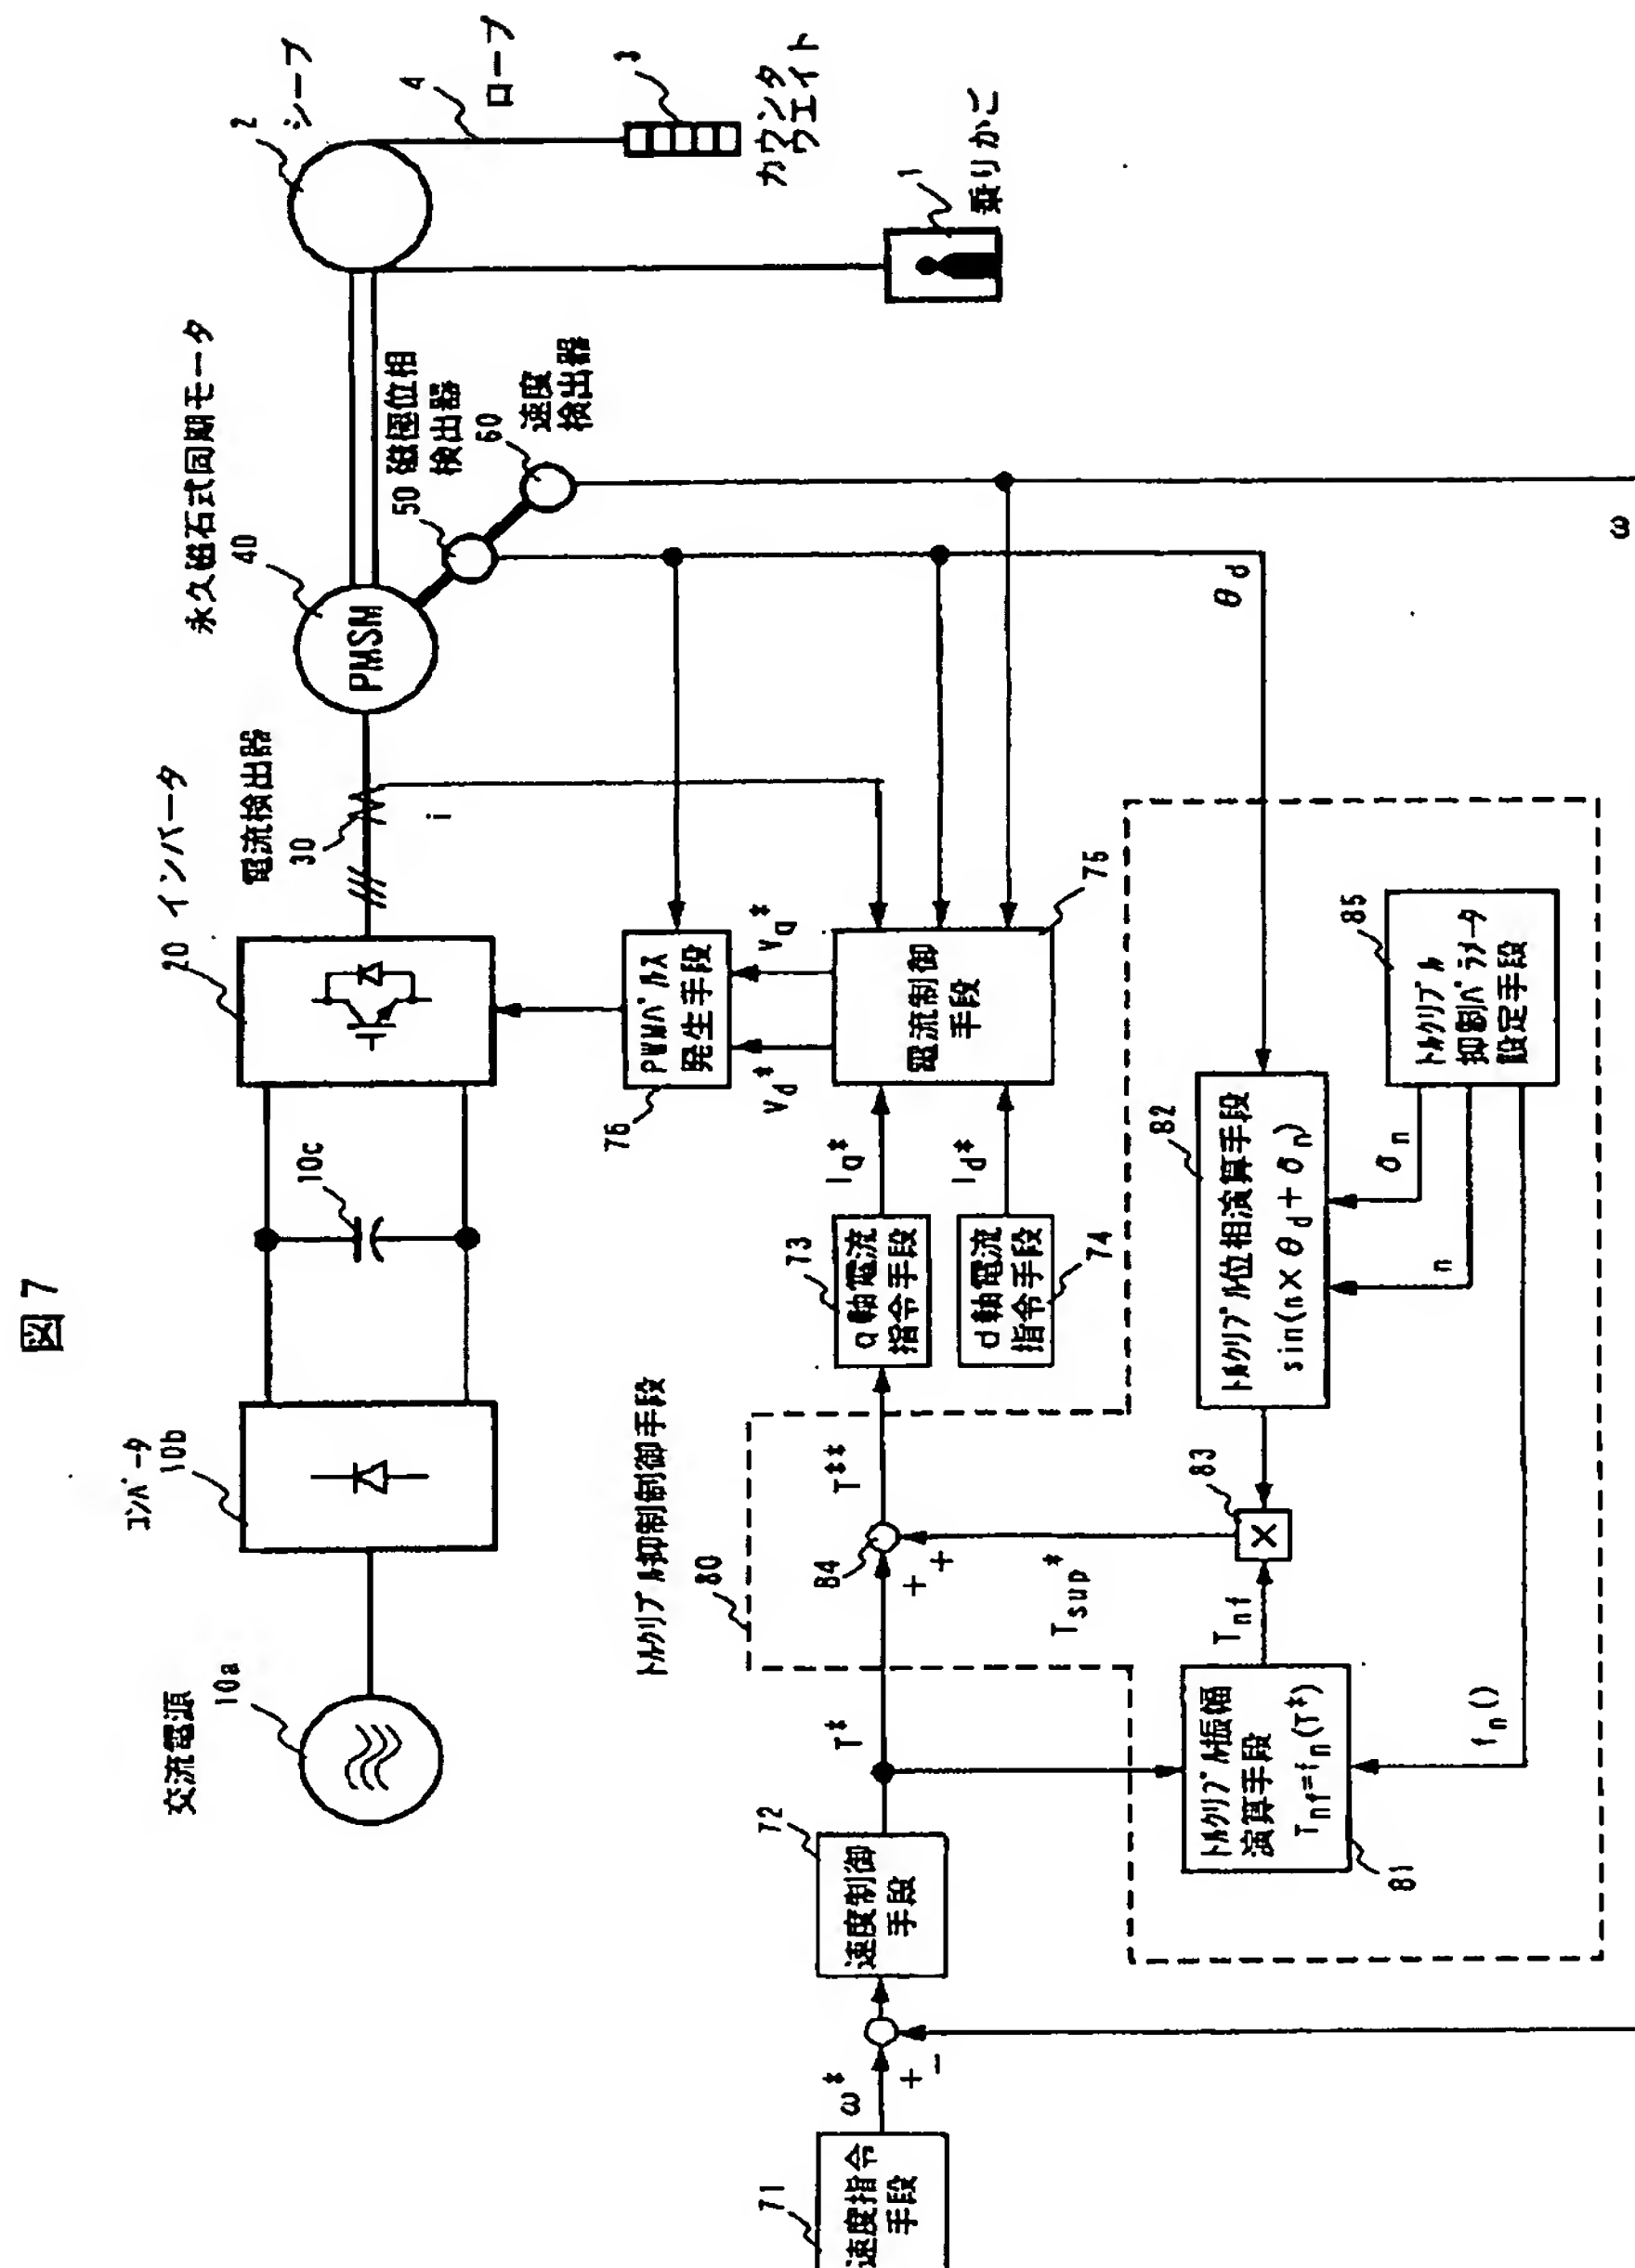 図 7
交流電源
10a
コンバータ
10b
10c
20 インバータ
電流検出器
30
i
永久磁石式同期モータ
40
PMSM
50 磁極位相
検出器
60
速度
検出器
2
シーブ
4
ロープ
3
カウンタ
ウエイト
1
乗りかご
71
速度指令
手段
ω*
+
−
72
速度制御
手段
T*
トルクリプル抑制制御手段
80
84
+
+
T**
Tsup*
73
q軸電流
指令手段
Iq*
d軸電流
指令手段
74
Id*
電流制御
手段
75
Vd*
Vq*
76
PWMパルス
発生手段
トルクリプル振幅
演算手段
Tnf=fn(T*)
81
Tnf
83
×
82
トルクリプル位相演算手段
sin(n×θd+δn)
θd
85
トルクリプル
抑制パラメータ
設定手段
δn
n
fn()
ω